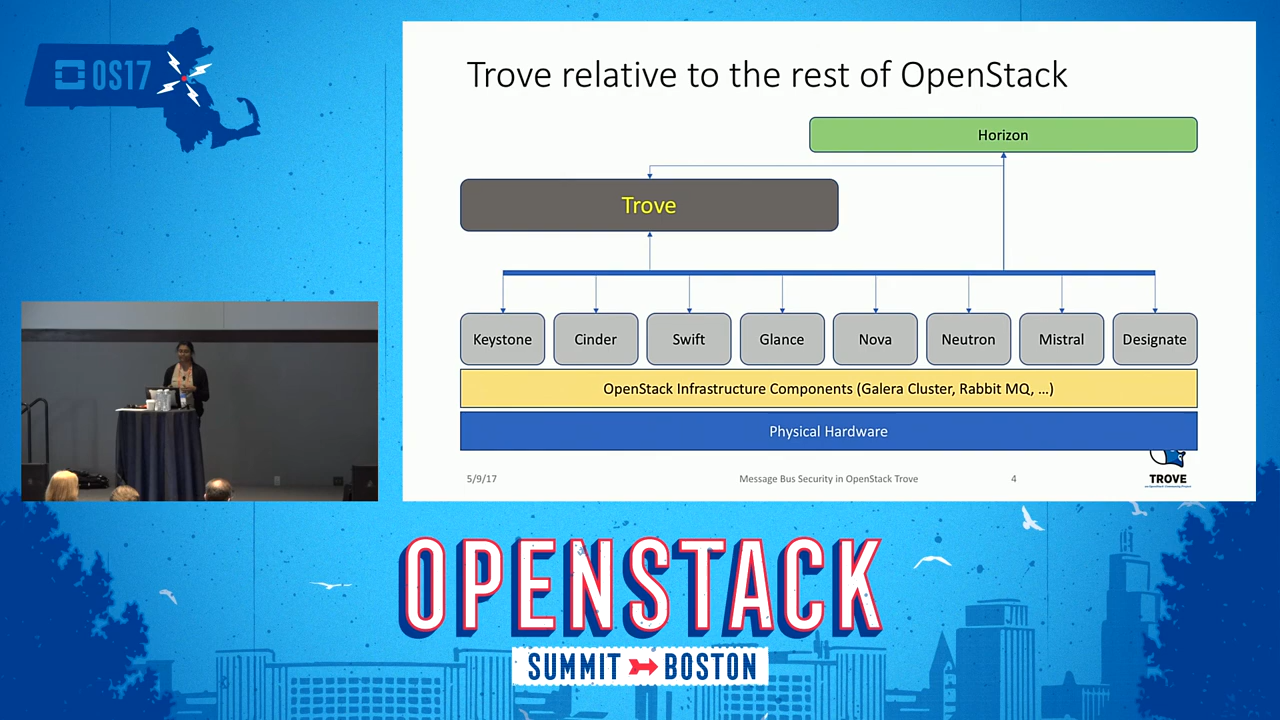 OS17
Trove relative to the rest of OpenStack
Horizon
Trove
Keystone
Cinder
Swift
Glance
Nova
Neutron
Mistral
Designate
OpenStack Infrastructure Components (Galera Cluster, Rabbit MQ, ...)
Physical Hardware
5/9/17
Message Bus Security in OpenStack Trove
4
TROVE
OPENSTACK
SUMMIT BOSTON